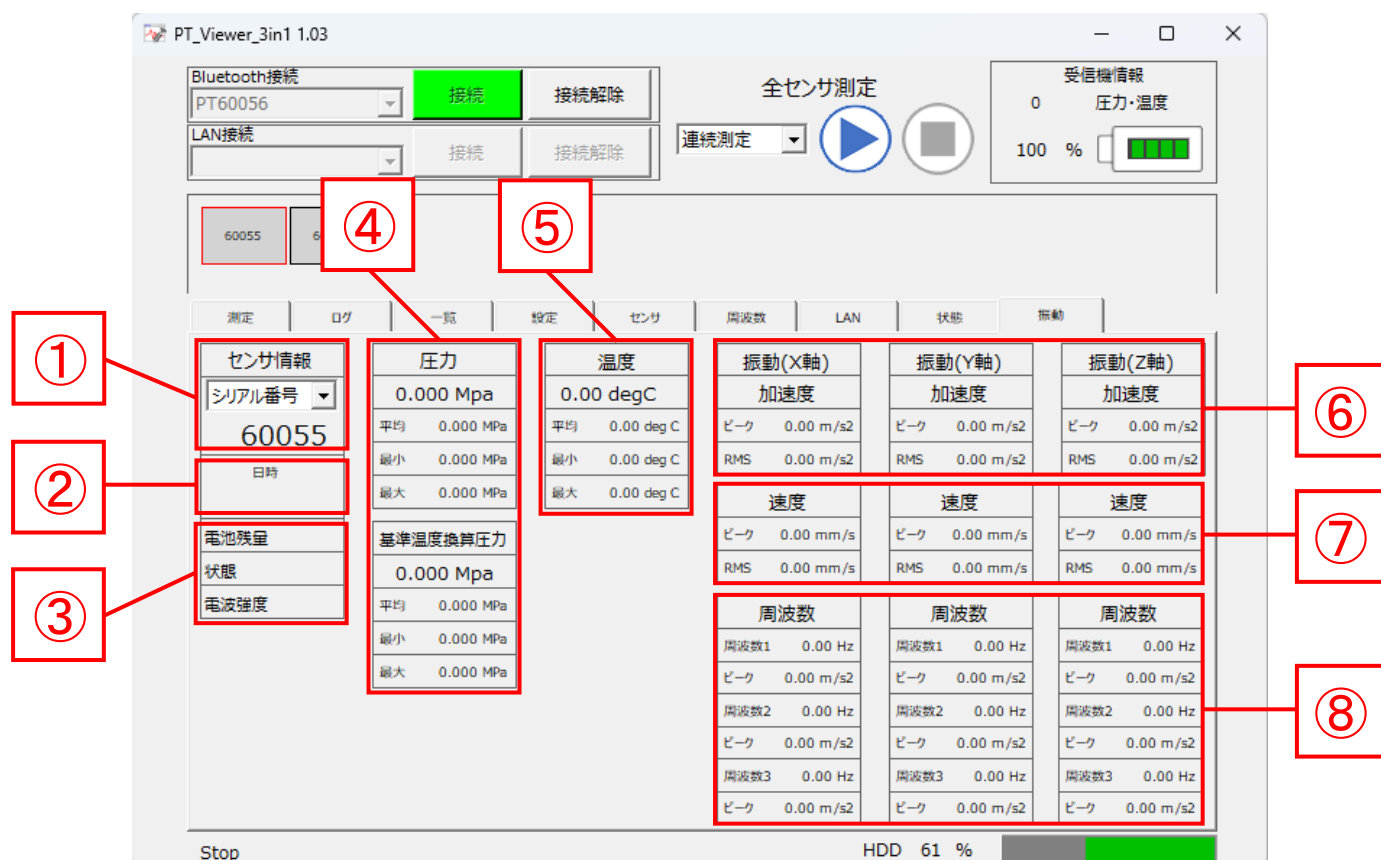 PT_Viewer_3in1 1.03
Bluetooth接続
PT60056
接続
接続解除
LAN接続
接続
接続解除
全センサ測定
連続測定
受信機情報
0 圧力・温度
100 %
60055
6
④
⑤
測定 ログ 一覧 設定 センサ 周波数 LAN 状態 振動
①
センサ情報
シリアル番号
60055
②
日時
③
電池残量
状態
電波強度
圧力
0.000 Mpa
平均 0.000 MPa
最小 0.000 MPa
最大 0.000 MPa
基準温度換算圧力
0.000 Mpa
平均 0.000 MPa
最小 0.000 MPa
最大 0.000 MPa
温度
0.00 degC
平均 0.00 deg C
最小 0.00 deg C
最大 0.00 deg C
振動(X軸) 振動(Y軸) 振動(Z軸)
加速度 加速度 加速度
ピーク 0.00 m/s2 ピーク 0.00 m/s2 ピーク 0.00 m/s2
RMS 0.00 m/s2 RMS 0.00 m/s2 RMS 0.00 m/s2
⑥
速度 速度 速度
ピーク 0.00 mm/s ピーク 0.00 mm/s ピーク 0.00 mm/s
RMS 0.00 mm/s RMS 0.00 mm/s RMS 0.00 mm/s
⑦
周波数 周波数 周波数
周波数1 0.00 Hz 周波数1 0.00 Hz 周波数1 0.00 Hz
ピーク 0.00 m/s2 ピーク 0.00 m/s2 ピーク 0.00 m/s2
周波数2 0.00 Hz 周波数2 0.00 Hz 周波数2 0.00 Hz
ピーク 0.00 m/s2 ピーク 0.00 m/s2 ピーク 0.00 m/s2
周波数3 0.00 Hz 周波数3 0.00 Hz 周波数3 0.00 Hz
ピーク 0.00 m/s2 ピーク 0.00 m/s2 ピーク 0.00 m/s2
⑧
Stop
HDD 61 %